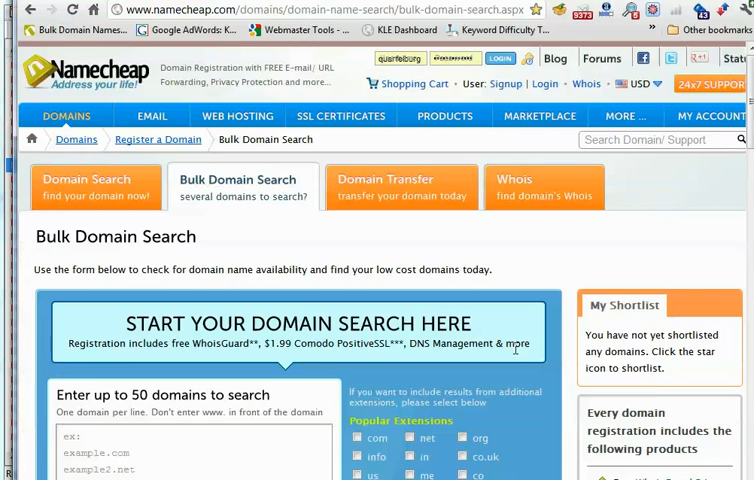 www.namecheap.com/domains/domain-name-search/bulk-domain-search.aspx
9373 5 43
Bulk Domain Names... Google AdWords: K... Webmaster Tools - ... KLE Dashboard Keyword Difficulty T... » Other bookmarks
Namecheap
Address your life!
Domain Registration with FREE E-mail/ URL
Forwarding, Privacy Protection and more...
LOGIN Blog Forums
Shopping Cart User: Signup | Login Whois USD 24x7 SUPPOR
DOMAINS EMAIL WEB HOSTING SSL CERTIFICATES PRODUCTS MARKETPLACE MORE ... MY ACCOUNT
Domains Register a Domain Bulk Domain Search Search Domain/ Support
Domain Search Bulk Domain Search Domain Transfer Whois
find your domain now! several domains to search? transfer your domain today find domain's Whois
Bulk Domain Search
Use the form below to check for domain name availability and find your low cost domains today.
START YOUR DOMAIN SEARCH HERE
Registration includes free WhoisGuard**, $1.99 Comodo PositiveSSL***, DNS Management & more
My Shortlist
You have not yet shortlisted
any domains. Click the star
icon to shortlist.
Enter up to 50 domains to search
One domain per line. Don't enter www. in front of the domain
ex:
example.com
example2.net
If you want to include results from additional
extensions, please select below
Popular Extensions
com net org
info in co.uk
us me co
Every domain
registration includes the
following products